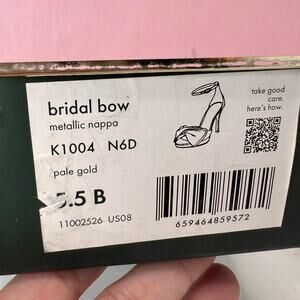 bridal bow
metallic nappa
take good
care.
here's how.
K1004 N6D
pale gold
5.5 B
11002526 US08
659464859572